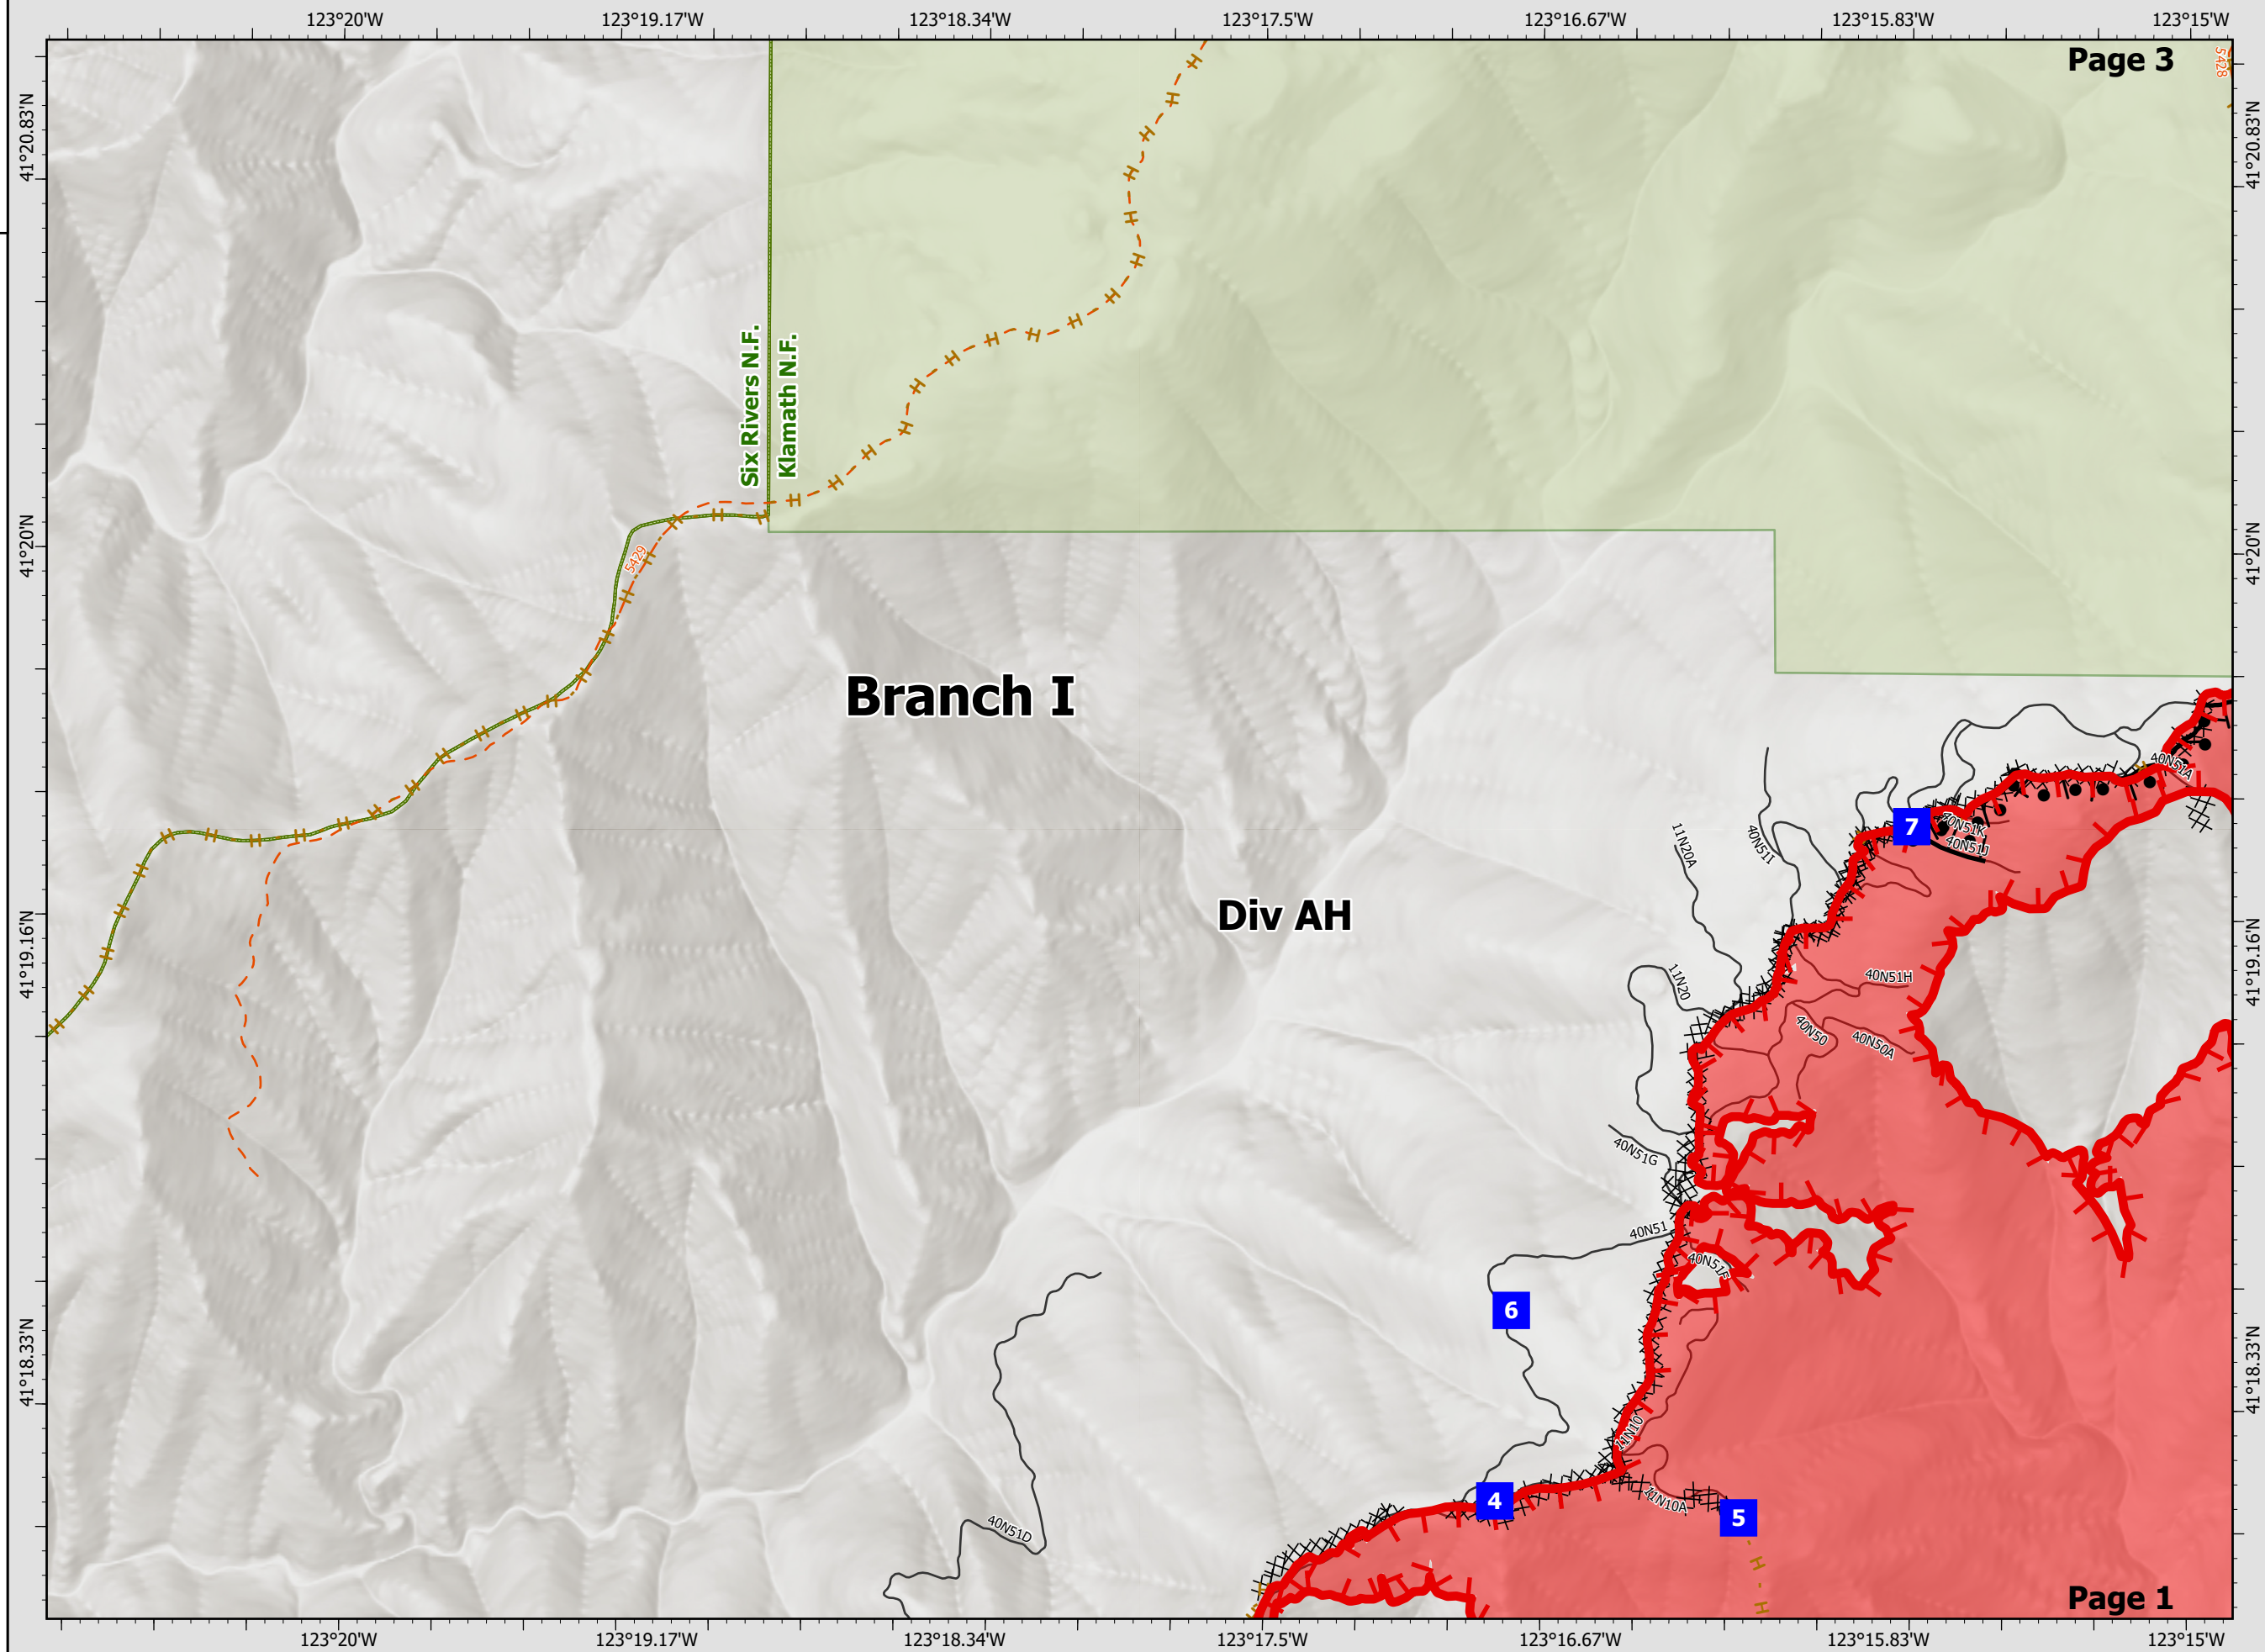 123°20'W
123°19.17'W
123°18.34'W
123°17.5'W
123°16.67'W
123°15.83'W
123°15'W
Page 3
5428
41°20.83'N
41°20.83'N
Six Rivers N.F.
Klamath N.F.
41°20'N
41°20'N
5429
Branch I
40N51A
7
40N51K
40N51J
11N20A
40N51I
Div AH
41°19.16'N
41°19.16'N
11N20
40N51H
40N50
40N50A
40N51G
40N51
40N51F
6
41°18.33'N
41°18.33'N
11N10
4
11N10A
5
40N51D
Page 1
123°20'W
123°19.17'W
123°18.34'W
123°17.5'W
123°16.67'W
123°15.83'W
123°15'W